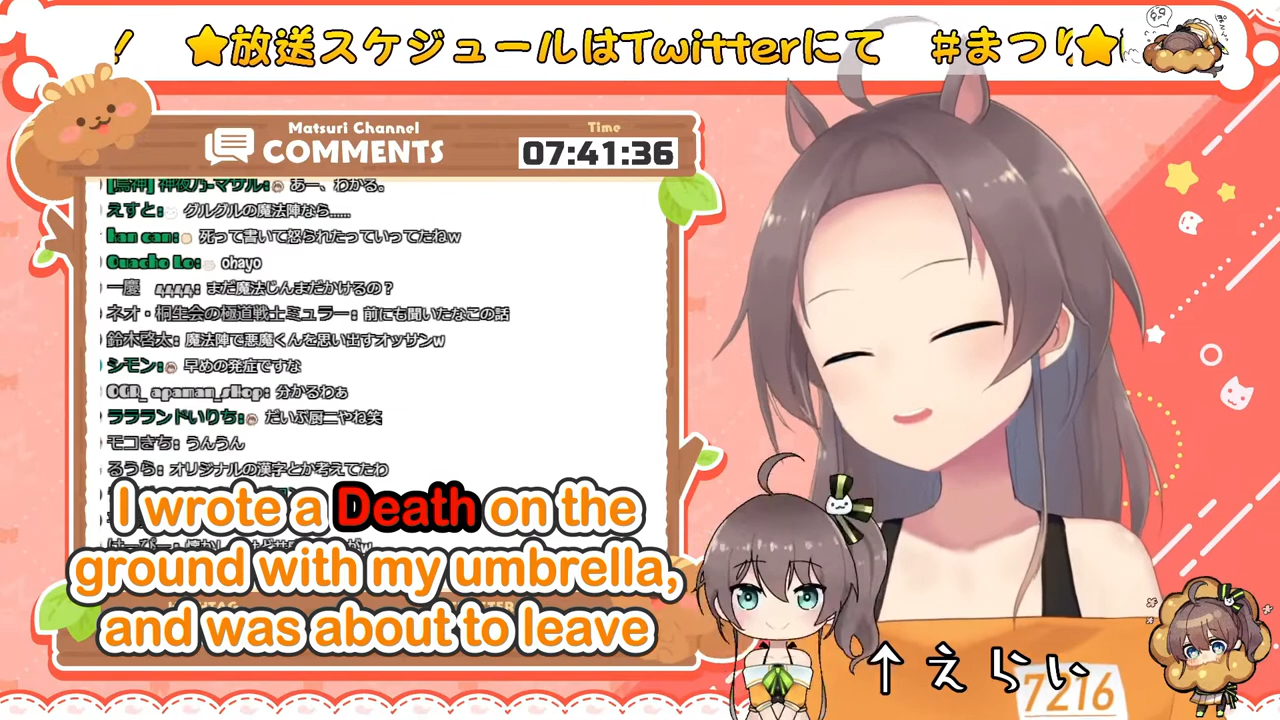 ⭐放送スケジュールはTwitterにて #まつり⭐
Matsuri Channel
COMMENTS
Time
07:41:36
あー、わかる。
えすと: グルグルの魔法陣なら......
kan can: 死って書いて怒られたっていってたねw
Ouacho Lo: ohayo
一慶 д,д,д,д,: まだ魔法じんまだかけるの？
ネオ・桐生会の極道戦士ミュラー: 前にも聞いたなこの話
鈴木啓太: 魔法陣で悪魔くんを思い出すオッサンw
シモン: 早めの発症ですな
OGR_apaman_shop: 分かるわぁ
ララランドいりち: だいぶ厨二やね笑
モコきち: うんうん
るうら: オリジナルの漢字とか考えてたわ
I wrote a Death on the
ground with my umbrella,
and was about to leave
↑えらい
7216